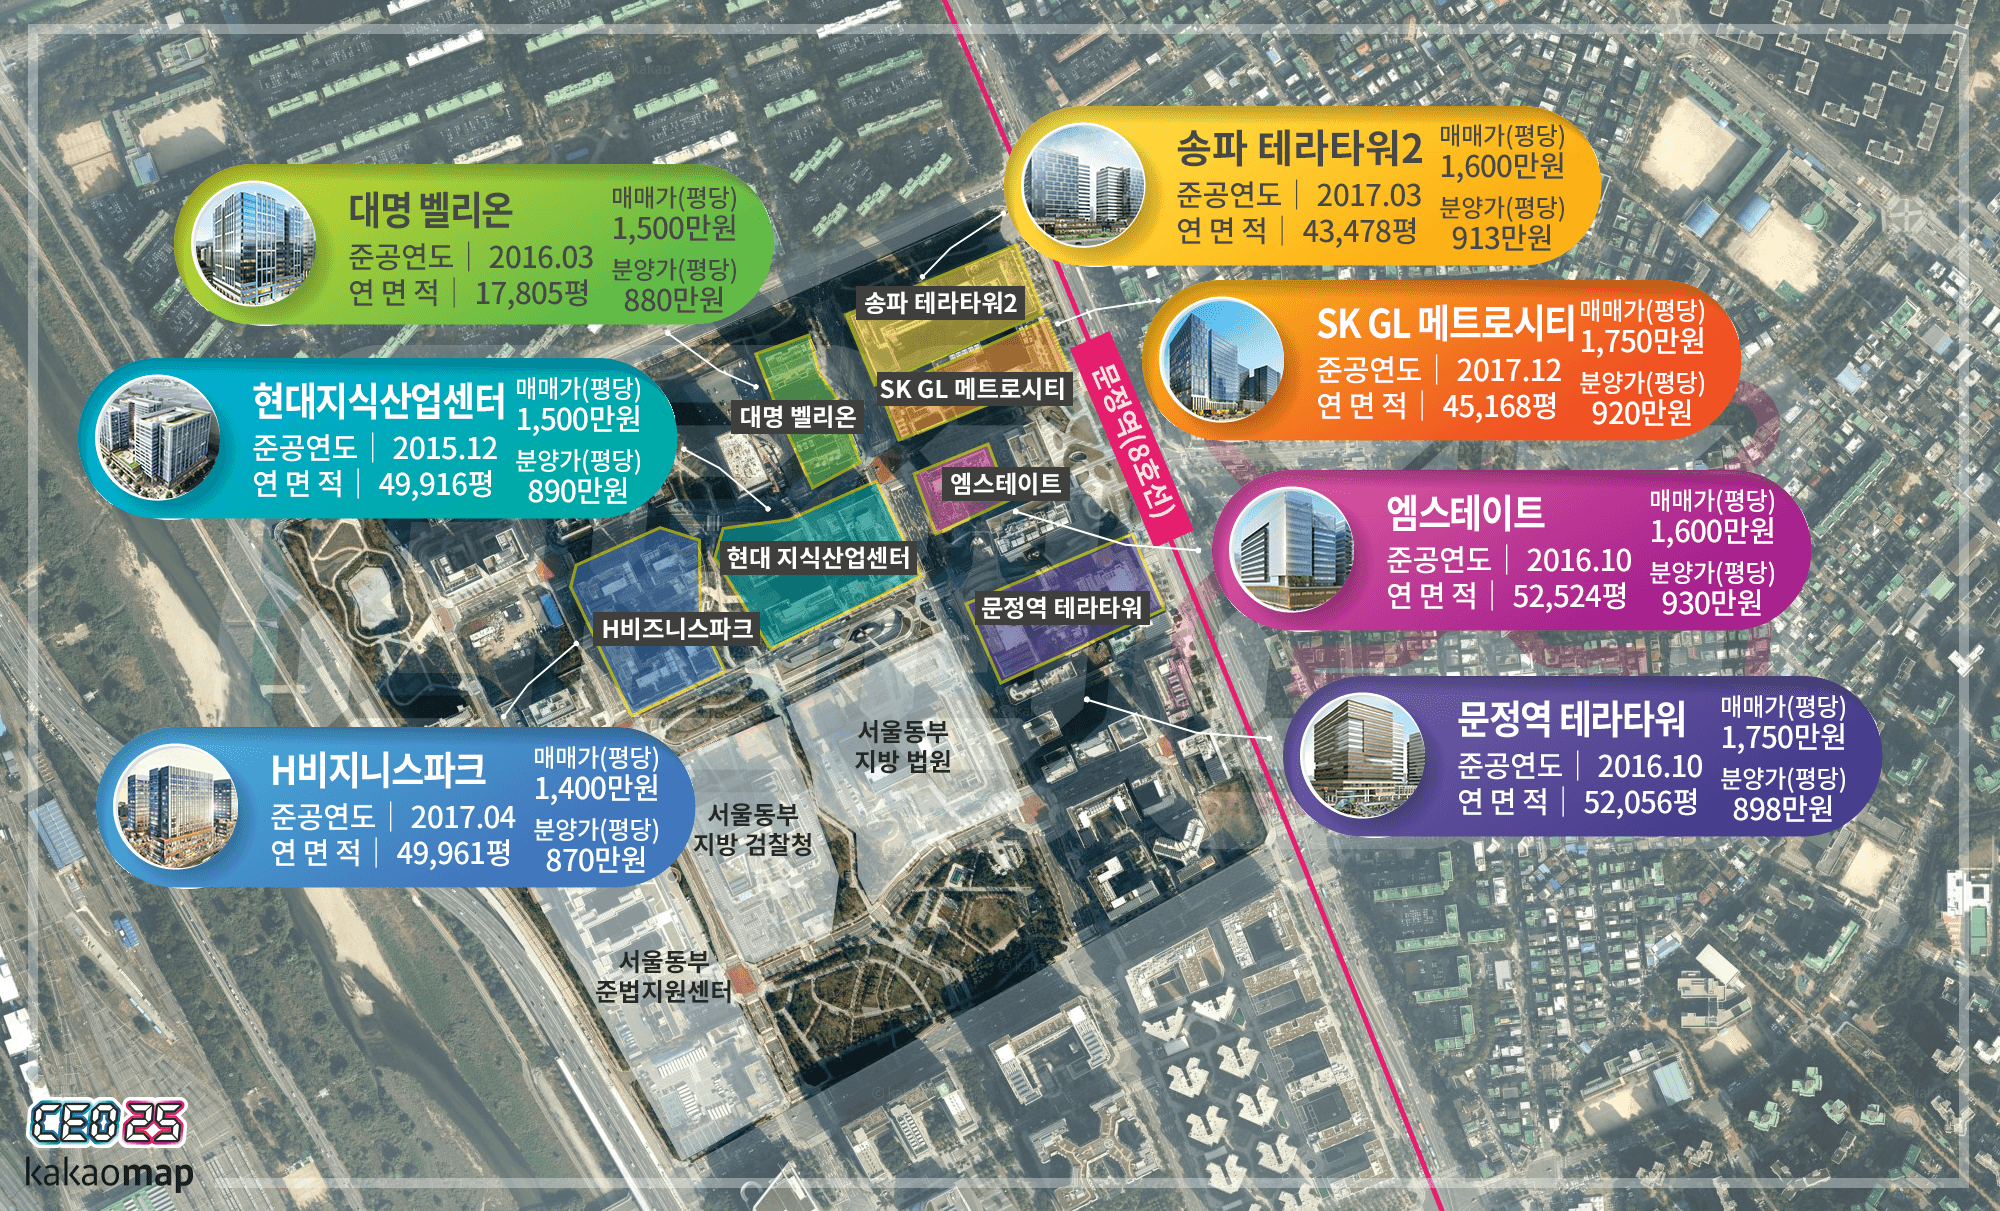 대명 벨리온
준공연도 | 2016.03
연 면 적 | 17,805평
매매가(평당)
1,500만원
분양가(평당)
880만원
송파 테라타워2
준공연도 | 2017.03
연 면 적 | 43,478평
매매가(평당)
1,600만원
분양가(평당)
913만원
현대지식산업센터
준공연도 | 2015.12
연 면 적 | 49,916평
매매가(평당)
1,500만원
분양가(평당)
890만원
SK GL 메트로시티
준공연도 | 2017.12
연 면 적 | 45,168평
매매가(평당)
1,750만원
분양가(평당)
920만원
엠스테이트
준공연도 | 2016.10
연 면 적 | 52,524평
매매가(평당)
1,600만원
분양가(평당)
930만원
H비지니스파크
준공연도 | 2017.04
연 면 적 | 49,961평
매매가(평당)
1,400만원
분양가(평당)
870만원
문정역 테라타워
준공연도 | 2016.10
연 면 적 | 52,056평
매매가(평당)
1,750만원
분양가(평당)
898만원
송파 테라타워2
SK GL 메트로시티
대명 벨리온
엠스테이트
현대 지식산업센터
문정역 테라타워
H비즈니스파크
문정역(8호선)
서울동부
지방 법원
서울동부
지방 검찰청
서울동부
준법지원센터
CEO25
kakaomap